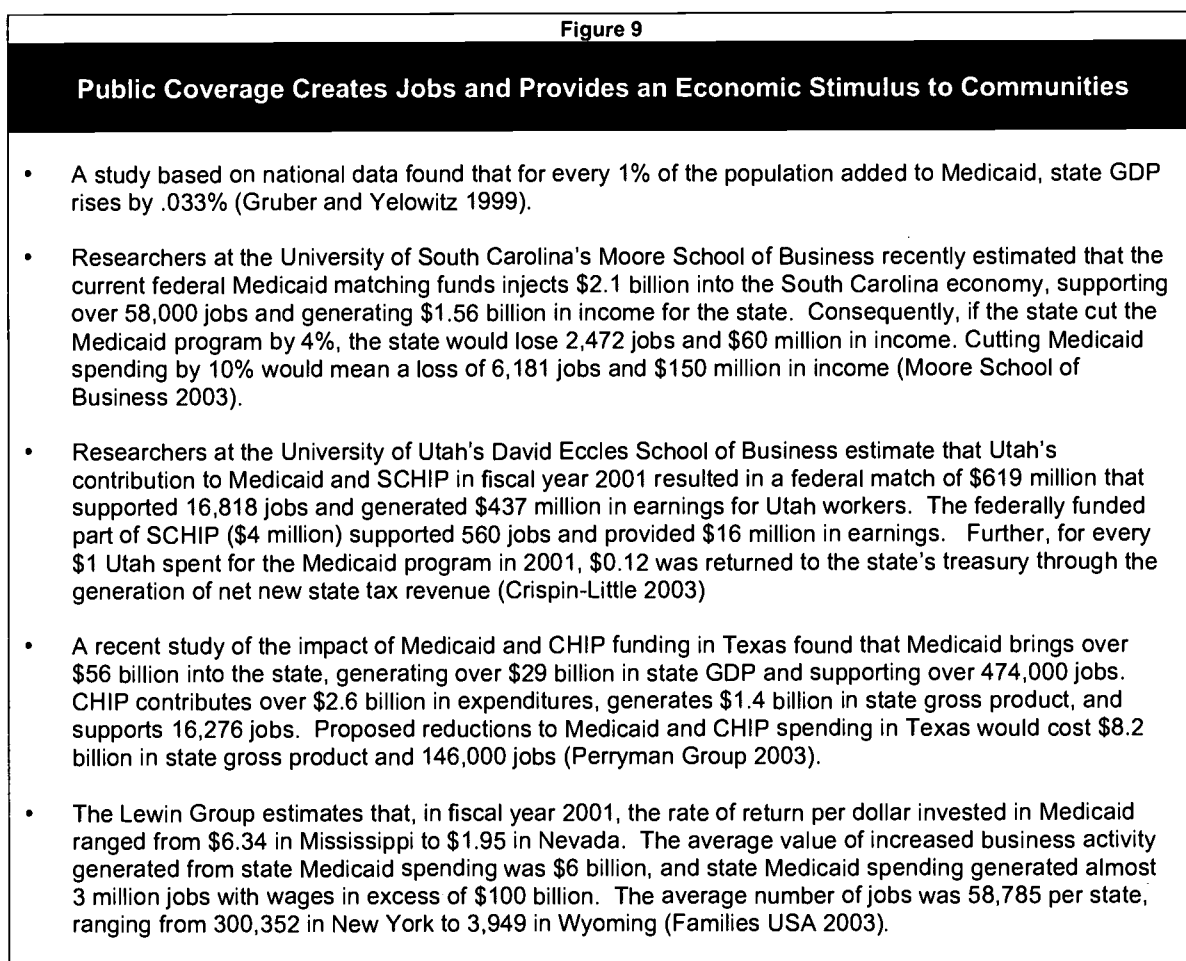 Figure 9
Public Coverage Creates Jobs and Provides an Economic Stimulus to Communities
• A study based on national data found that for every 1% of the population added to Medicaid, state GDP
rises by .033% (Gruber and Yelowitz 1999).
• Researchers at the University of South Carolina's Moore School of Business recently estimated that the
current federal Medicaid matching funds injects $2.1 billion into the South Carolina economy, supporting
over 58,000 jobs and generating $1.56 billion in income for the state. Consequently, if the state cut the
Medicaid program by 4%, the state would lose 2,472 jobs and $60 million in income. Cutting Medicaid
spending by 10% would mean a loss of 6,181 jobs and $150 million in income (Moore School of
Business 2003).
• Researchers at the University of Utah's David Eccles School of Business estimate that Utah's
contribution to Medicaid and SCHIP in fiscal year 2001 resulted in a federal match of $619 million that
supported 16,818 jobs and generated $437 million in earnings for Utah workers. The federally funded
part of SCHIP ($4 million) supported 560 jobs and provided $16 million in earnings. Further, for every
$1 Utah spent for the Medicaid program in 2001, $0.12 was returned to the state's treasury through the
generation of net new state tax revenue (Crispin-Little 2003)
• A recent study of the impact of Medicaid and CHIP funding in Texas found that Medicaid brings over
$56 billion into the state, generating over $29 billion in state GDP and supporting over 474,000 jobs.
CHIP contributes over $2.6 billion in expenditures, generates $1.4 billion in state gross product, and
supports 16,276 jobs. Proposed reductions to Medicaid and CHIP spending in Texas would cost $8.2
billion in state gross product and 146,000 jobs (Perryman Group 2003).
• The Lewin Group estimates that, in fiscal year 2001, the rate of return per dollar invested in Medicaid
ranged from $6.34 in Mississippi to $1.95 in Nevada. The average value of increased business activity
generated from state Medicaid spending was $6 billion, and state Medicaid spending generated almost
3 million jobs with wages in excess of $100 billion. The average number of jobs was 58,785 per state,
ranging from 300,352 in New York to 3,949 in Wyoming (Families USA 2003).